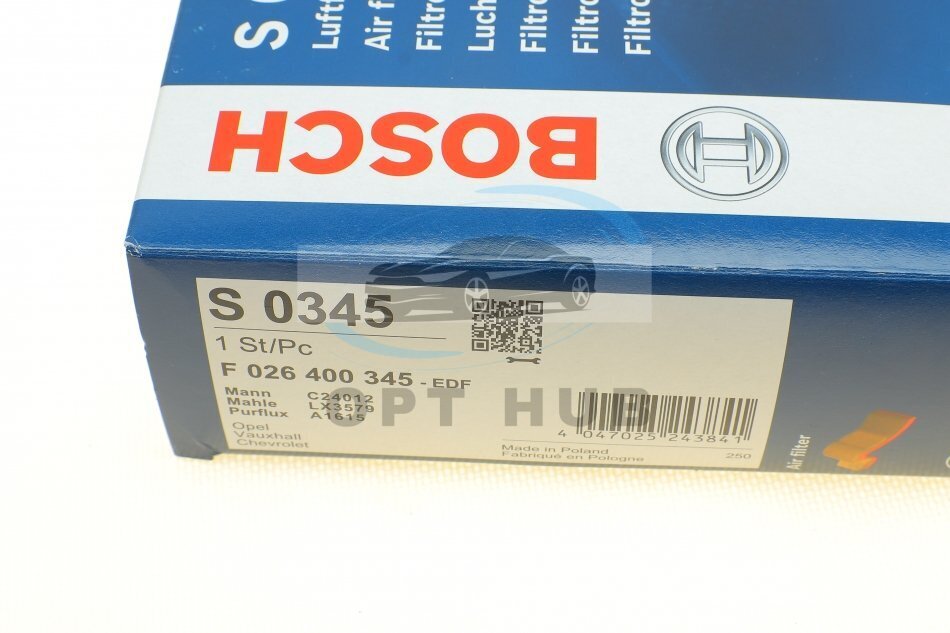 S
Luft
Air f
Filtro
Luch
Filtro
Filtro
Filtro
BOSCH
S 0345
1 St/Pc
F 026 400 345 - EDF
Mann C24012
Mahle LX3579
Purflux A1615
Opel
Vauxhall
Chevrolet
OPT HUB
4 047025 243841
Made in Poland
Fabriqué en Pologne
250
Air filter